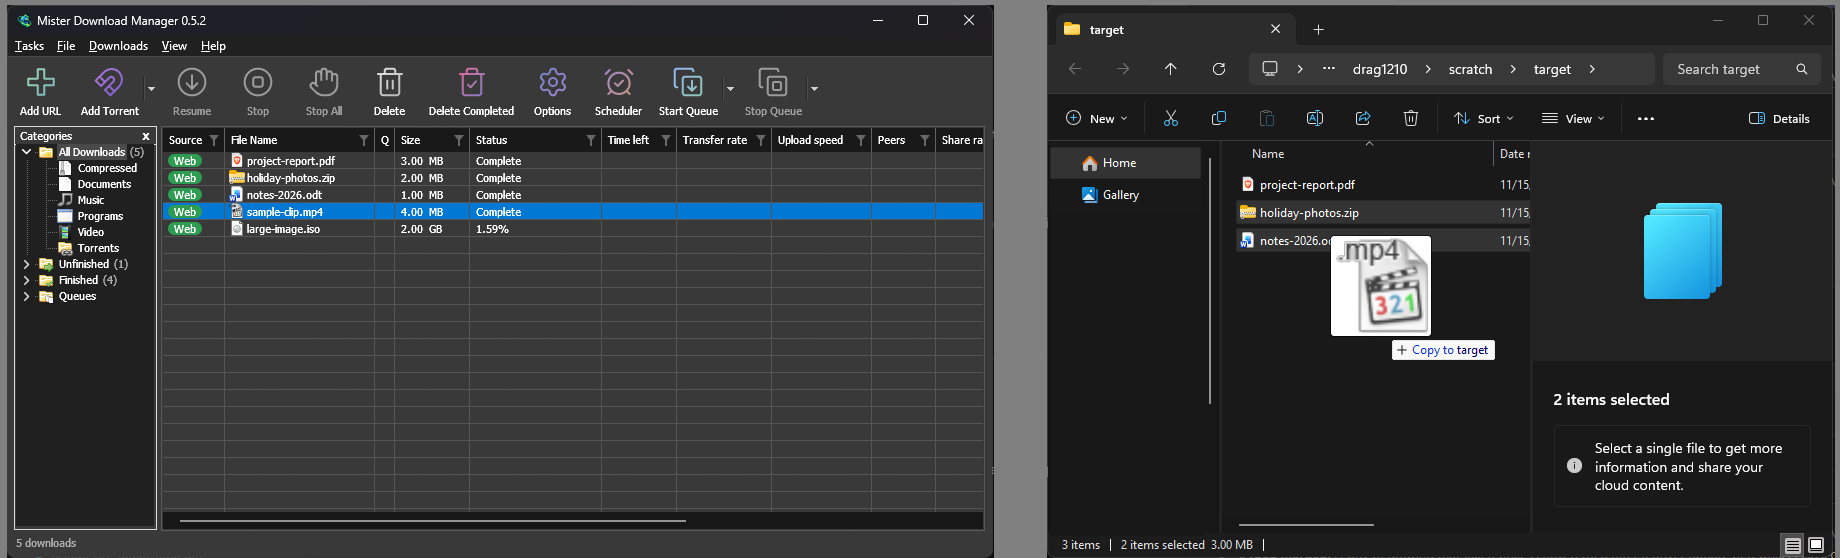 Mister Download Manager 0.5.2
Tasks File Downloads View Help
Add URL Add Torrent Resume Stop Stop All Delete Delete Completed Options Scheduler Start Queue Stop Queue
Categories x
All Downloads (5)
Compressed
Documents
Music
Programs
Video
Torrents
Unfinished (1)
Finished (4)
Queues
Source File Name Q Size Status Time left Transfer rate Upload speed Peers Share ra
Web project-report.pdf 3.00 MB Complete
Web holiday-photos.zip 2.00 MB Complete
Web notes-2026.odt 1.00 MB Complete
Web sample-clip.mp4 4.00 MB Complete
Web large-image.iso 2.00 GB 1.59%
5 downloads
target
drag1210 > scratch > target >
Search target
New Sort View ... Details
Home
Gallery
Name Date
project-report.pdf 11/15/
holiday-photos.zip 11/15/
notes-2026.o 11/15/
.mp4
321
+ Copy to target
2 items selected
Select a single file to get more
information and share your
cloud content.
3 items | 2 items selected 3.00 MB |